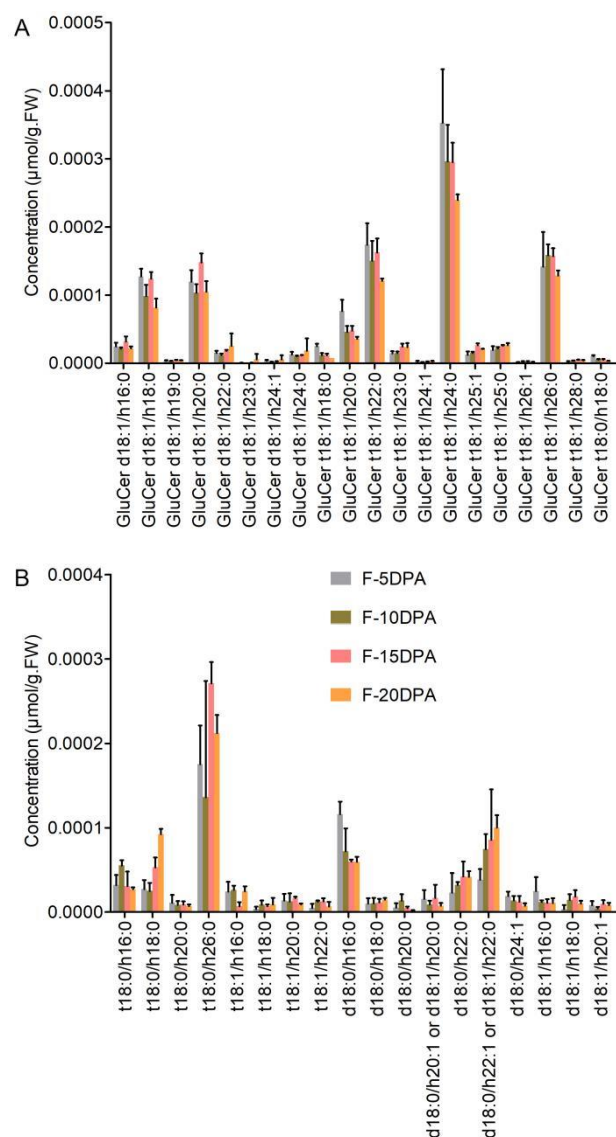 A
0.0005
0.0004
0.0003
0.0002
0.0001
0.0000
Concentration (μmol/g.FW)
GluCer d18:1/h16:0
GluCer d18:1/h18:0
GluCer d18:1/h19:0
GluCer d18:1/h20:0
GluCer d18:1/h22:0
GluCer d18:1/h23:0
GluCer d18:1/h24:1
GluCer d18:1/h24:0
GluCer t18:1/h18:0
GluCer t18:1/h20:0
GluCer t18:1/h22:0
GluCer t18:1/h23:0
GluCer t18:1/h24:1
GluCer t18:1/h24:0
GluCer t18:1/h25:1
GluCer t18:1/h25:0
GluCer t18:1/h26:1
GluCer t18:1/h26:0
GluCer t18:1/h28:0
GluCer t18:0/h18:0
B
0.0004
0.0003
0.0002
0.0001
0.0000
Concentration (μmol/g.FW)
F-5DPA
F-10DPA
F-15DPA
F-20DPA
t18:0/h16:0
t18:0/h18:0
t18:0/h20:0
t18:0/h26:0
t18:1/h16:0
t18:1/h18:0
t18:1/h20:0
t18:1/h22:0
d18:0/h16:0
d18:0/h18:0
d18:0/h20:0
d18:0/h20:1 or d18:1/h20:0
d18:0/h22:0
d18:0/h22:1 or d18:1/h22:0
d18:0/h24:1
d18:1/h16:0
d18:1/h18:0
d18:1/h20:1